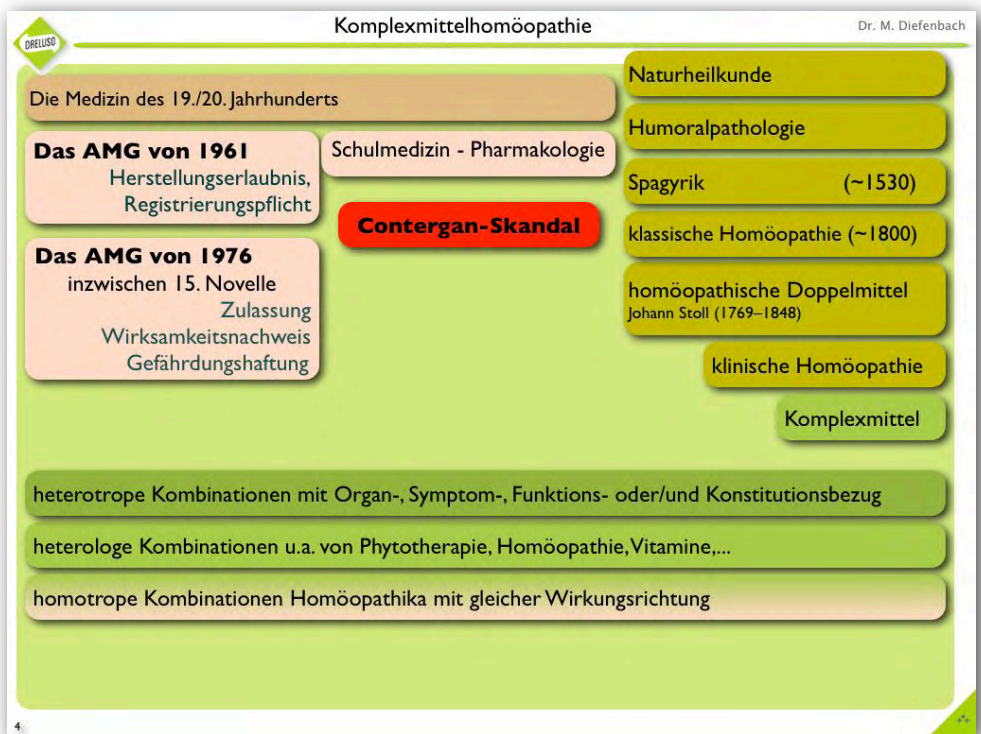 Komplexmittelhomöopathie
Dr. M. Diefenbach
DRELUSO
Die Medizin des 19./20. Jahrhunderts
Das AMG von 1961
Herstellungserlaubnis,
Registrierungspflicht
Schulmedizin - Pharmakologie
Contergan-Skandal
Das AMG von 1976
inzwischen 15. Novelle
Zulassung
Wirksamkeitsnachweis
Gefährdungshaftung
Naturheilkunde
Humoralpathologie
Spagyrik (~1530)
klassische Homöopathie (~1800)
homöopathische Doppelmittel
Johann Stoll (1769–1848)
klinische Homöopathie
Komplexmittel
heterotrope Kombinationen mit Organ-, Symptom-, Funktions- oder/und Konstitutionsbezug
heterologe Kombinationen u.a. von Phytotherapie, Homöopathie, Vitamine,...
homotrope Kombinationen Homöopathika mit gleicher Wirkungsrichtung
4